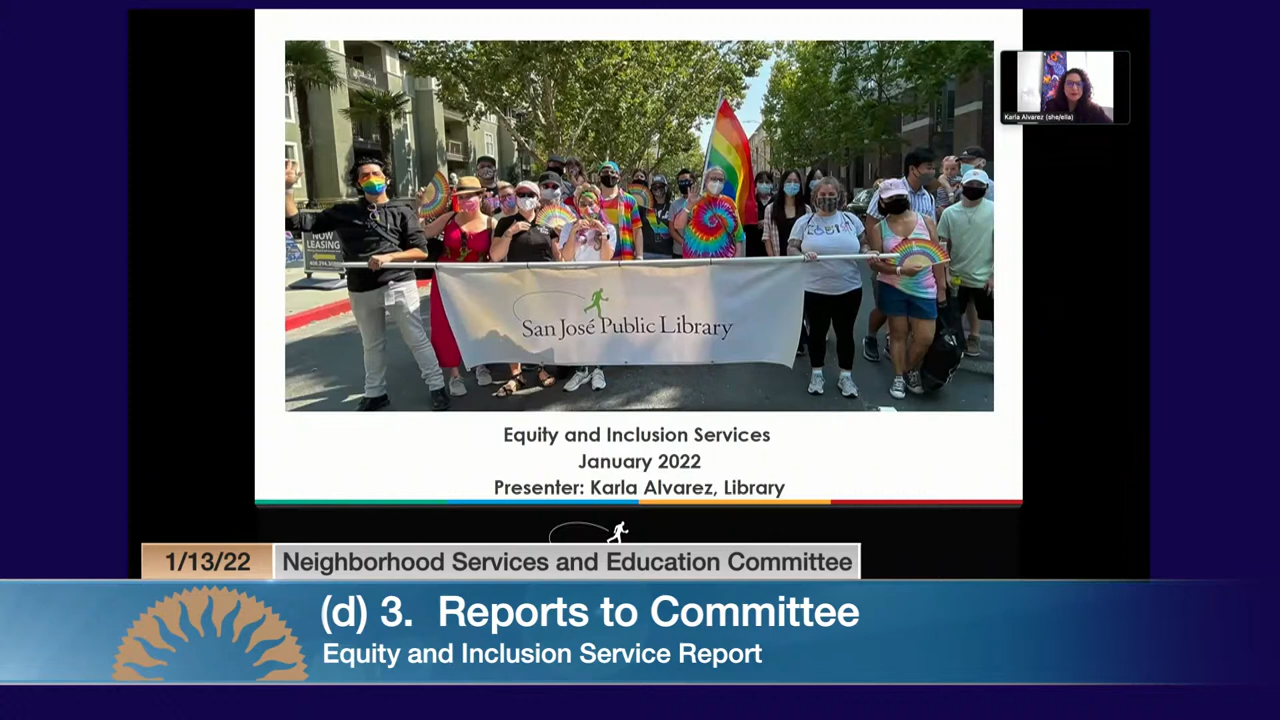 Karla Alvarez (she/ella)
NOW
LEASING
San José Public Library
Equity and Inclusion Services
January 2022
Presenter: Karla Alvarez, Library
1/13/22
Neighborhood Services and Education Committee
(d) 3. Reports to Committee
Equity and Inclusion Service Report